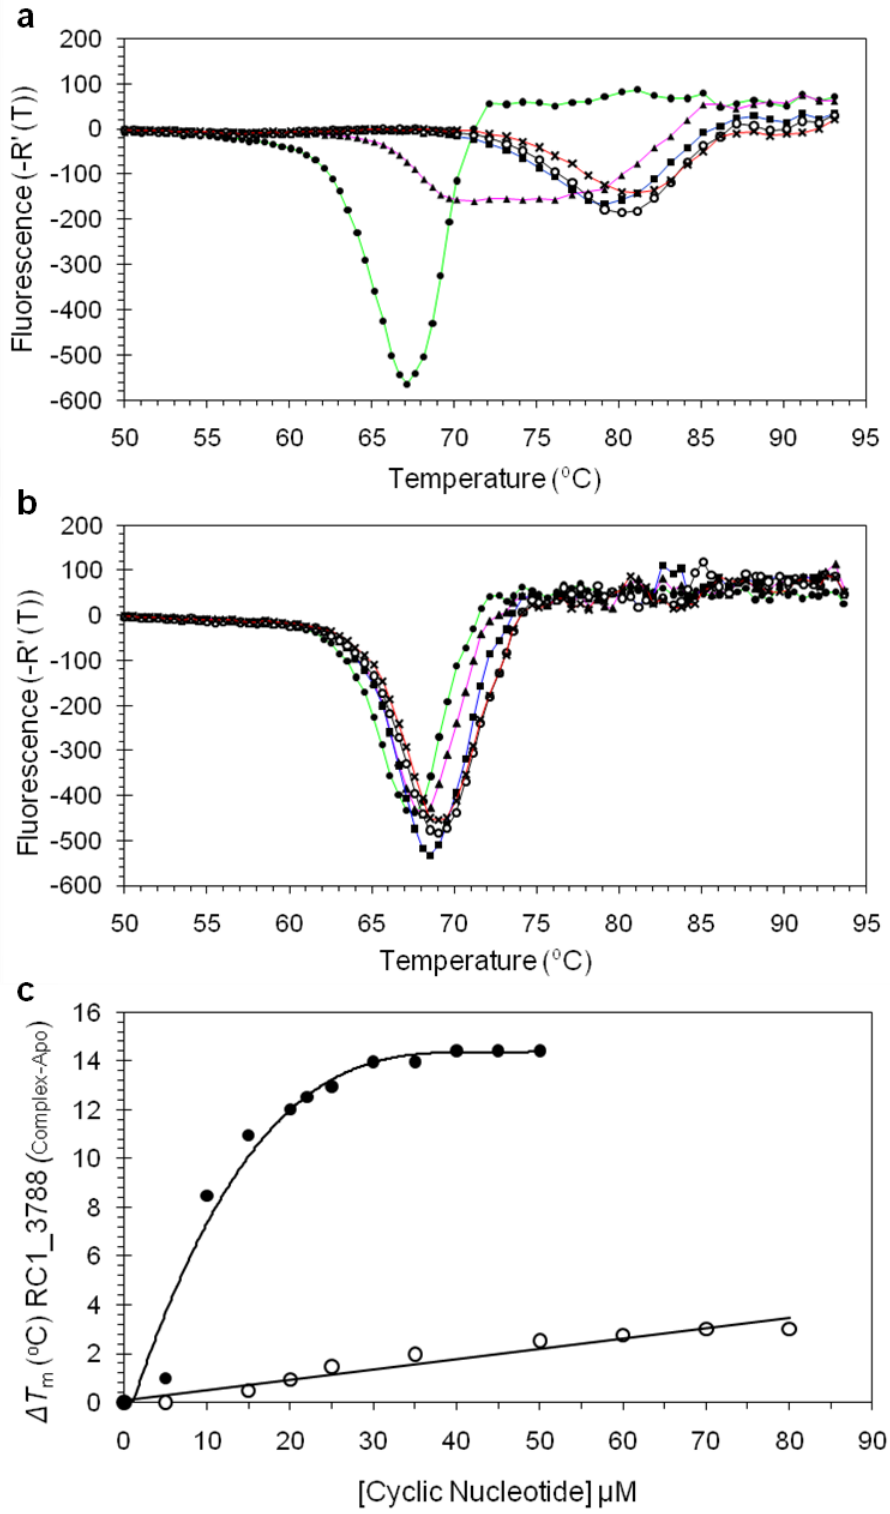 a
200
100
0
-100
-200
-300
-400
-500
-600
Fluorescence (-R' (T))
50 55 60 65 70 75 80 85 90 95
Temperature (⁰C)
b
200
100
0
-100
-200
-300
-400
-500
-600
Fluorescence (-R' (T))
50 55 60 65 70 75 80 85 90 95
Temperature (⁰C)
c
16
14
12
10
8
6
4
2
0
ΔTm (⁰C) RC1_3788 (Complex-Apo)
0 10 20 30 40 50 60 70 80 90
[Cyclic Nucleotide] µM